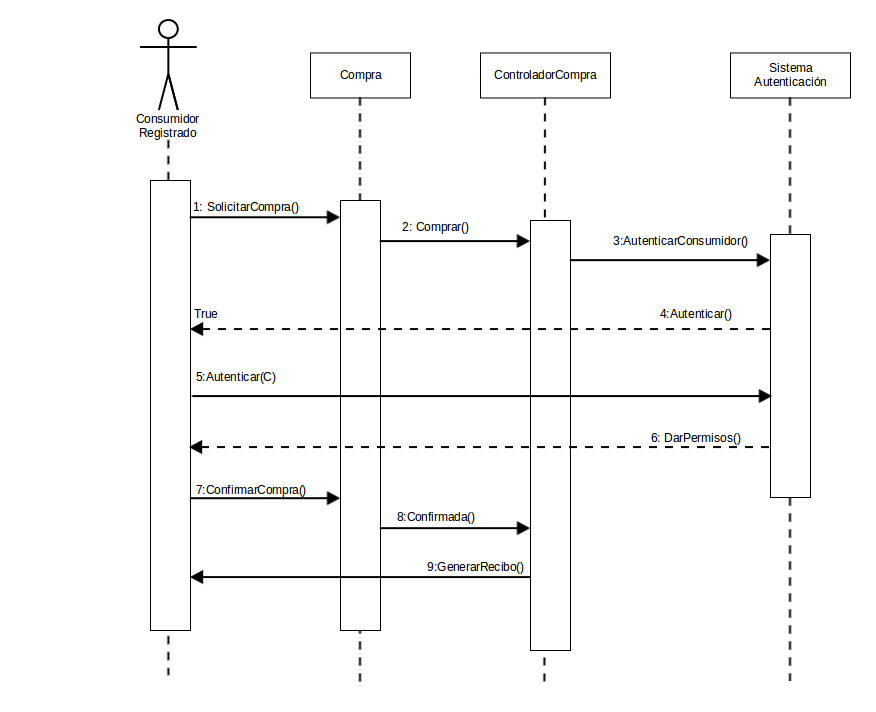 Compra
ControladorCompra
Sistema
Autenticación
Consumidor
Registrado
1: SolicitarCompra()
2: Comprar()
3:AutenticarConsumidor()
True
4:Autenticar()
5:Autenticar(C)
6: DarPermisos()
7:ConfirmarCompra()
8:Confirmada()
9:GenerarRecibo()